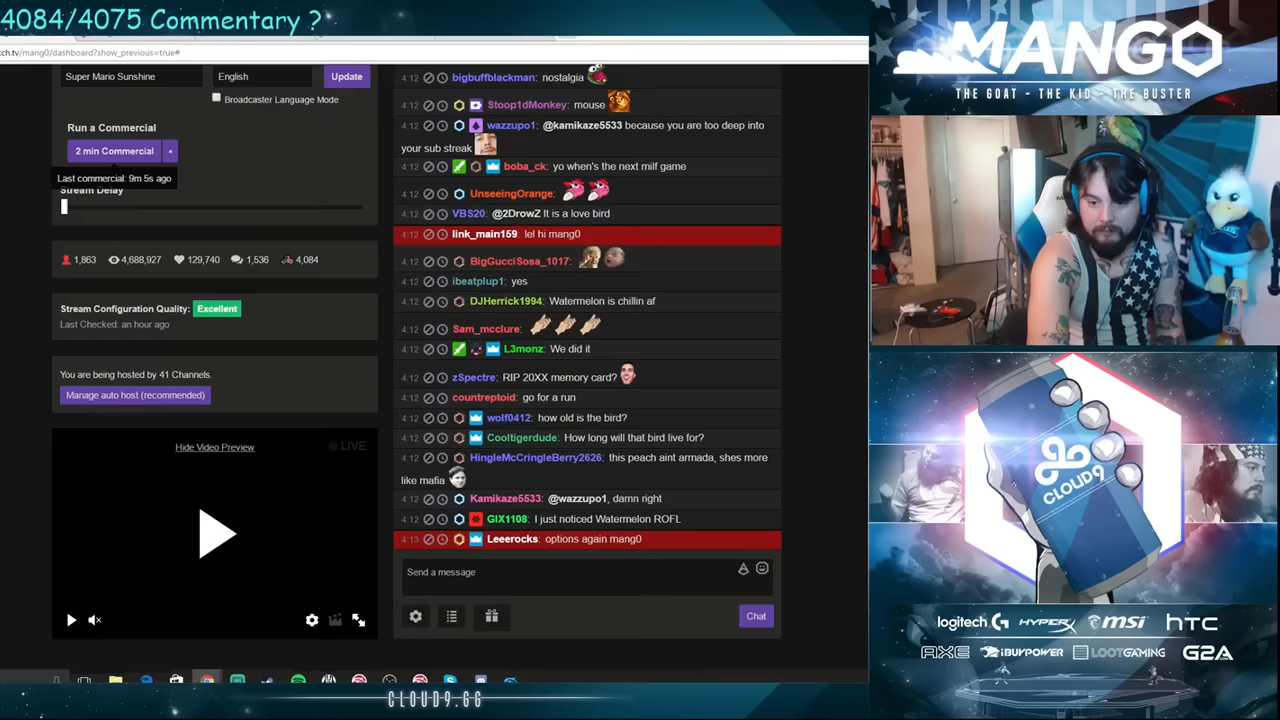 4084/4075 Commentary ?
tch.tv/mang0/dashboard?show_previous=true#
Super Mario Sunshine
English
Update
Broadcaster Language Mode
Run a Commercial
2 min Commercial
Last commercial: 9m 5s ago
Stream Delay
1,863
4,688,927
129,740
1,536
4,084
Stream Configuration Quality: Excellent
Last Checked: an hour ago
You are being hosted by 41 Channels.
Manage auto host (recommended)
Hide Video Preview
LIVE
4:12 bigbuffblackman: nostalgia
4:12 Stoop1dMonkey: mouse
4:12 wazzupo1: @kamikaze5533 because you are too deep into
your sub streak
4:12 boba_ck: yo when's the next milf game
4:12 UnseeingOrange:
4:12 VBS20: @2DrowZ It is a love bird
4:12 link_main159: lel hi mang0
4:12 BigGucciSosa_1017:
4:12 ibeatplup1: yes
4:12 DJHerrick1994: Watermelon is chillin af
4:12 Sam_mcclure:
4:12 L3monz: We did it
4:12 zSpectre: RIP 20XX memory card?
4:12 countreptoid: go for a run
4:12 wolf0412: how old is the bird?
4:12 Cooltigerdude: How long will that bird live for?
4:12 HingleMcCringleBerry2626: this peach aint armada, shes more
like mafia
4:12 Kamikaze5533: @wazzupo1, damn right
4:12 GIX1108: I just noticed Watermelon ROFL
4:13 Leeerocks: options again mang0
Send a message
Chat
MANGO
THE GOAT - THE KID - THE BUSTER
CLOUD9
logitech G HYPERX msi hTC
AXE iBUYPOWER LOOTGAMING G2A
CLOUD9.GG